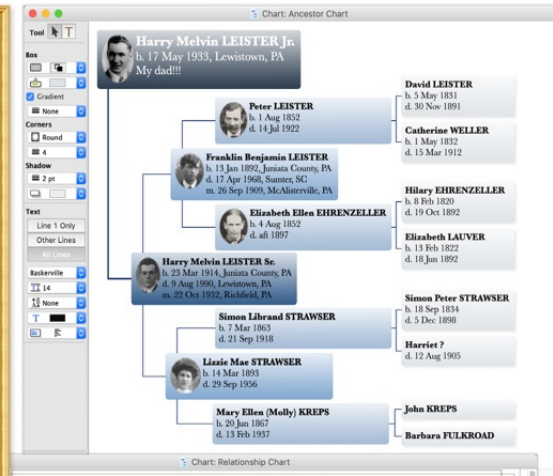 Chart: Ancestor Chart
Tool
T
Box
Gradient
None
Corners
Round
4
Shadow
2 pt
Text
Line 1 Only
Other Lines
All Lines
Baskerville
14
None
T
Harry Melvin LEISTER Jr.
b. 17 May 1933, Lewistown, PA
My dad!!!
Peter LEISTER
b. 1 Aug 1852
d. 14 Jul 1922
David LEISTER
b. 5 May 1831
d. 30 Nov 1891
Catherine WELLER
b. 1 May 1832
d. 15 Mar 1912
Franklin Benjamin LEISTER
b. 13 Jan 1892, Juniata County, PA
d. 17 Apr 1968, Sumter, SC
m. 26 Sep 1909, McAlisterville, PA
Elizabeth Ellen EHRENZELLER
b. 4 Aug 1852
d. aft 1897
Hilary EHRENZELLER
b. 8 Feb 1820
d. 19 Oct 1892
Elizabeth LAUVER
b. 13 Feb 1822
d. 18 Jun 1892
Harry Melvin LEISTER Sr.
b. 23 Mar 1914, Juniata County, PA
d. 9 Aug 1990, Lewistown, PA
m. 22 Oct 1932, Richfield, PA
Simon Librand STRAWSER
b. 7 Mar 1863
d. 21 Sep 1918
Simon Peter STRAWSER
b. 18 Sep 1834
d. 5 Dec 1898
Harriet ?
d. 12 Aug 1905
Lizzie Mae STRAWSER
b. 14 Mar 1893
d. 29 Sep 1956
Mary Ellen (Molly) KREPS
b. 20 Jun 1867
d. 13 Feb 1937
John KREPS
Barbara FULKROAD
Chart: Relationship Chart